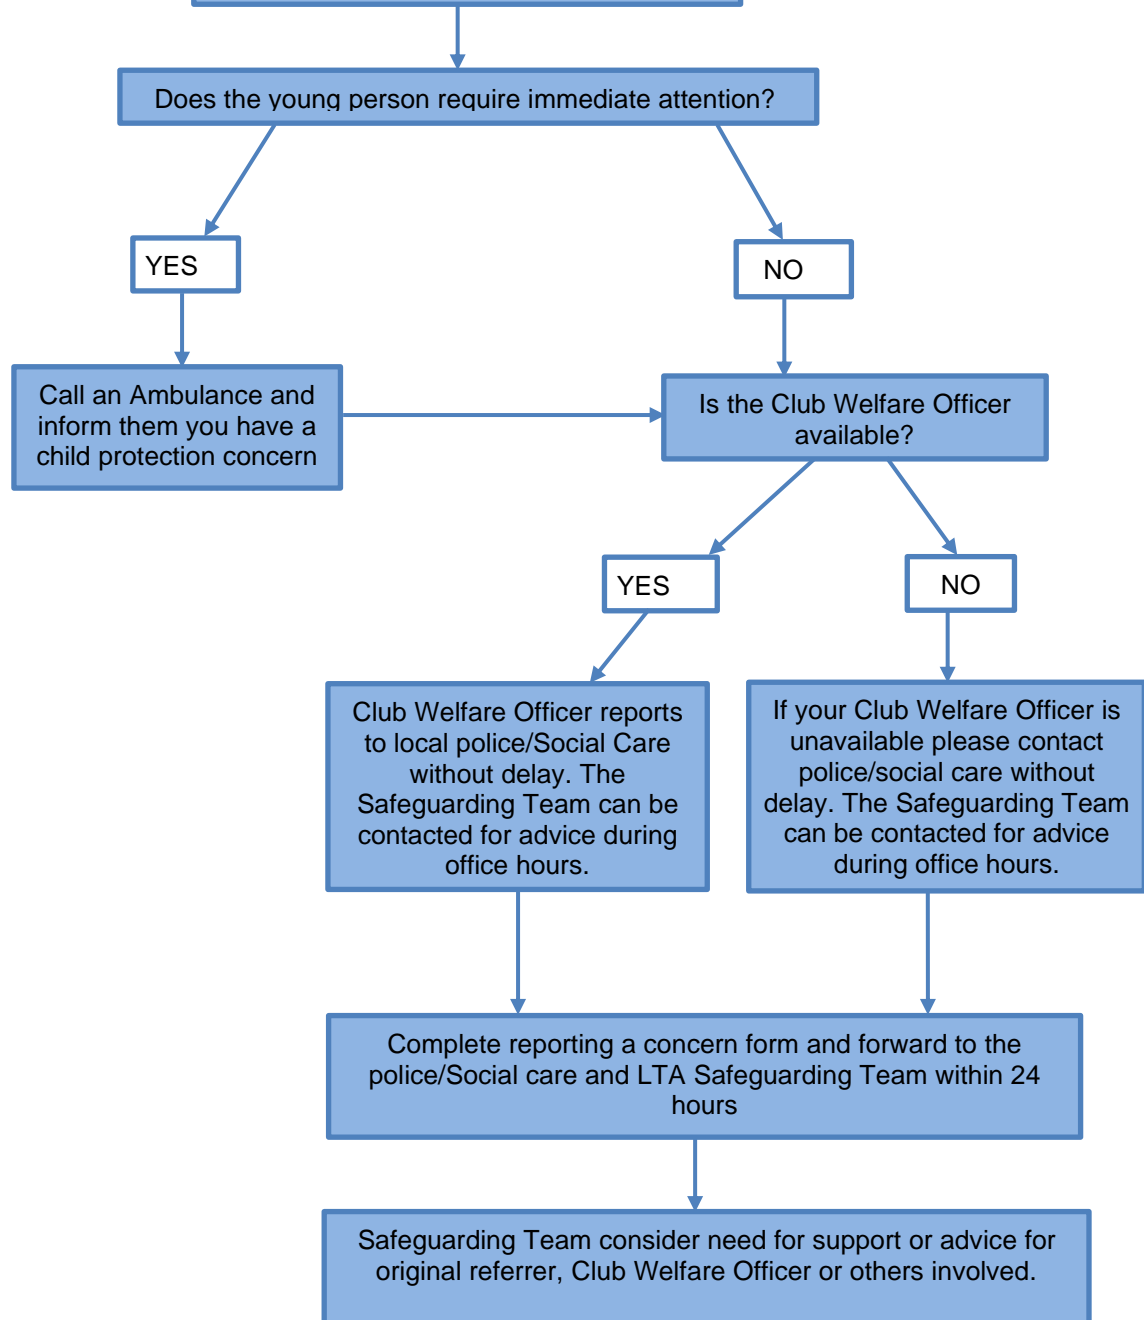 Does the young person require immediate attention?
YES
NO
Call an Ambulance and
inform them you have a
child protection concern
Is the Club Welfare Officer
available?
YES
NO
Club Welfare Officer reports
to local police/Social Care
without delay. The
Safeguarding Team can be
contacted for advice during
office hours.
If your Club Welfare Officer is
unavailable please contact
police/social care without
delay. The Safeguarding Team
can be contacted for advice
during office hours.
Complete reporting a concern form and forward to the
police/Social care and LTA Safeguarding Team within 24
hours
Safeguarding Team consider need for support or advice for
original referrer, Club Welfare Officer or others involved.